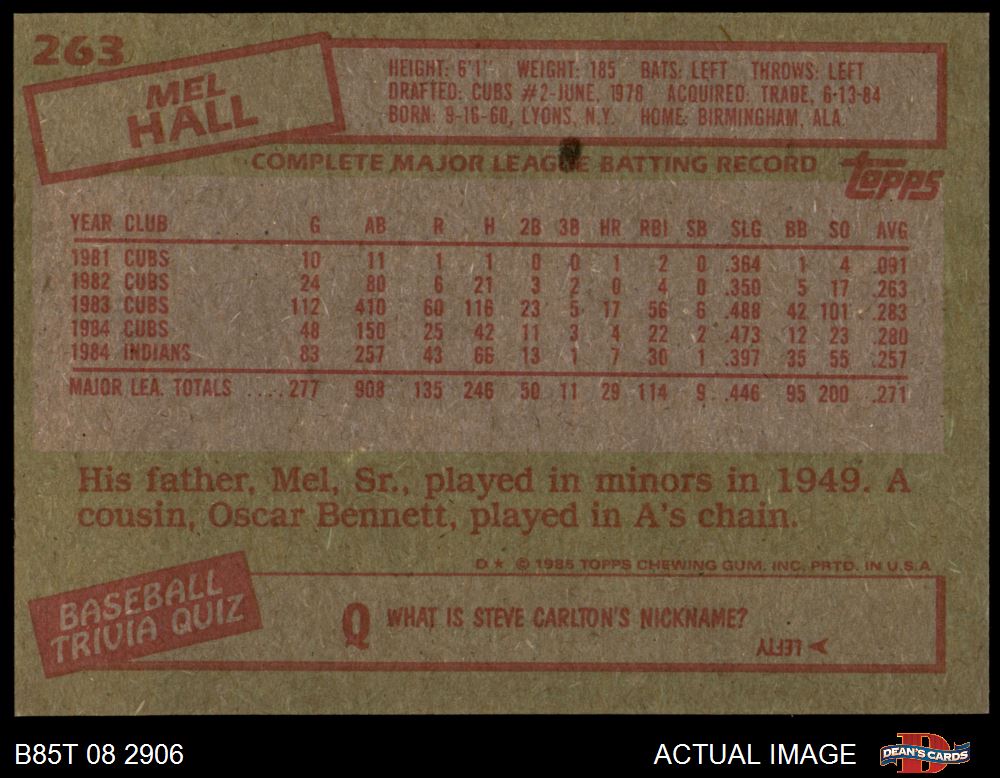 263
MEL
HALL
HEIGHT: 6'1" WEIGHT: 185 BATS: LEFT THROWS: LEFT
DRAFTED: CUBS #2-JUNE, 1978 ACQUIRED: TRADE, 6-13-84
BORN: 9-16-60, LYONS, N.Y. HOME: BIRMINGHAM, ALA.
COMPLETE MAJOR LEAGUE BATTING RECORD
topps
YEAR CLUB G AB R H 2B 3B HR RBI SB SLG BB SO AVG
1981 CUBS 10 11 1 1 0 0 1 2 0 .364 1 4 .091
1982 CUBS 24 80 6 21 3 2 0 4 0 .350 5 17 .263
1983 CUBS 112 410 60 116 23 5 17 56 6 .488 42 101 .283
1984 CUBS 48 150 25 42 11 3 4 22 2 .473 12 23 .280
1984 INDIANS 83 257 43 66 13 1 7 30 1 .397 35 55 .257
MAJOR LEA. TOTALS .... 277 908 135 246 50 11 29 114 9 .446 95 200 .271
His father, Mel, Sr., played in minors in 1949. A
cousin, Oscar Bennett, played in A's chain.
D★ © 1985 TOPPS CHEWING GUM, INC. PRTD. IN U.S.A.
BASEBALL
TRIVIA QUIZ
Q WHAT IS STEVE CARLTON'S NICKNAME?
LEFTY
B85T 08 2906
ACTUAL IMAGE
D
DEAN'S CARDS